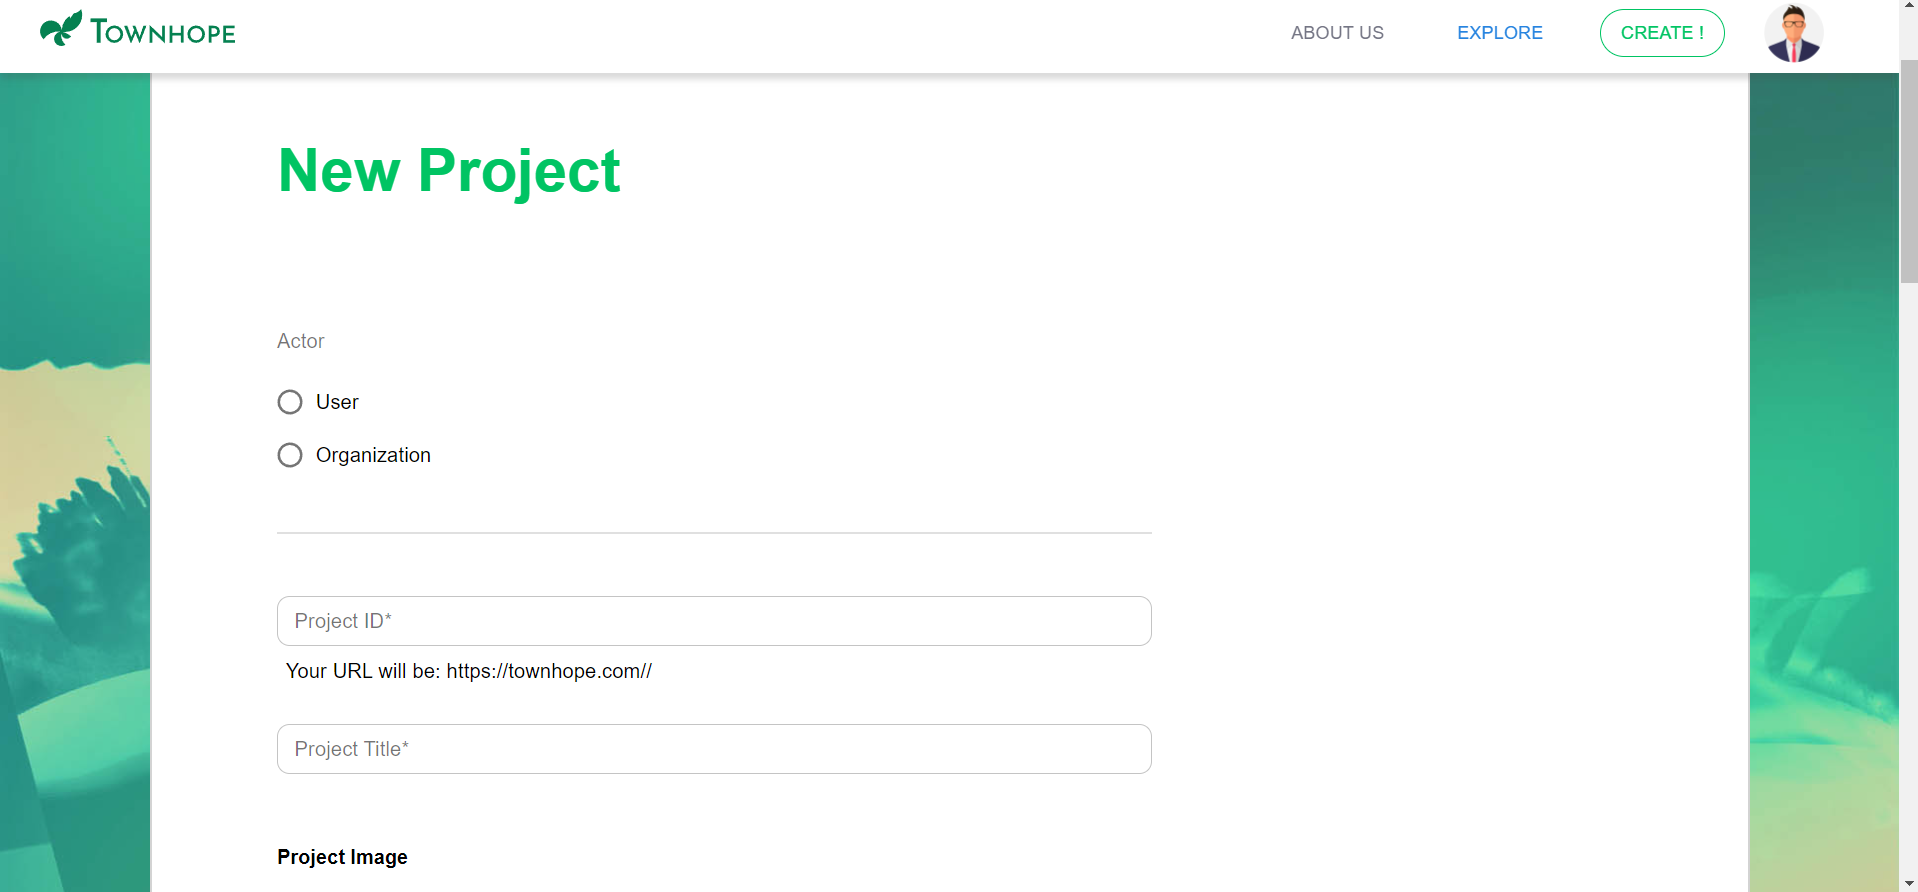 TOWNHOPE
ABOUT US
EXPLORE
CREATE !
New Project
Actor
User
Organization
Project ID*
Your URL will be: https://townhope.com//
Project Title*
Project Image